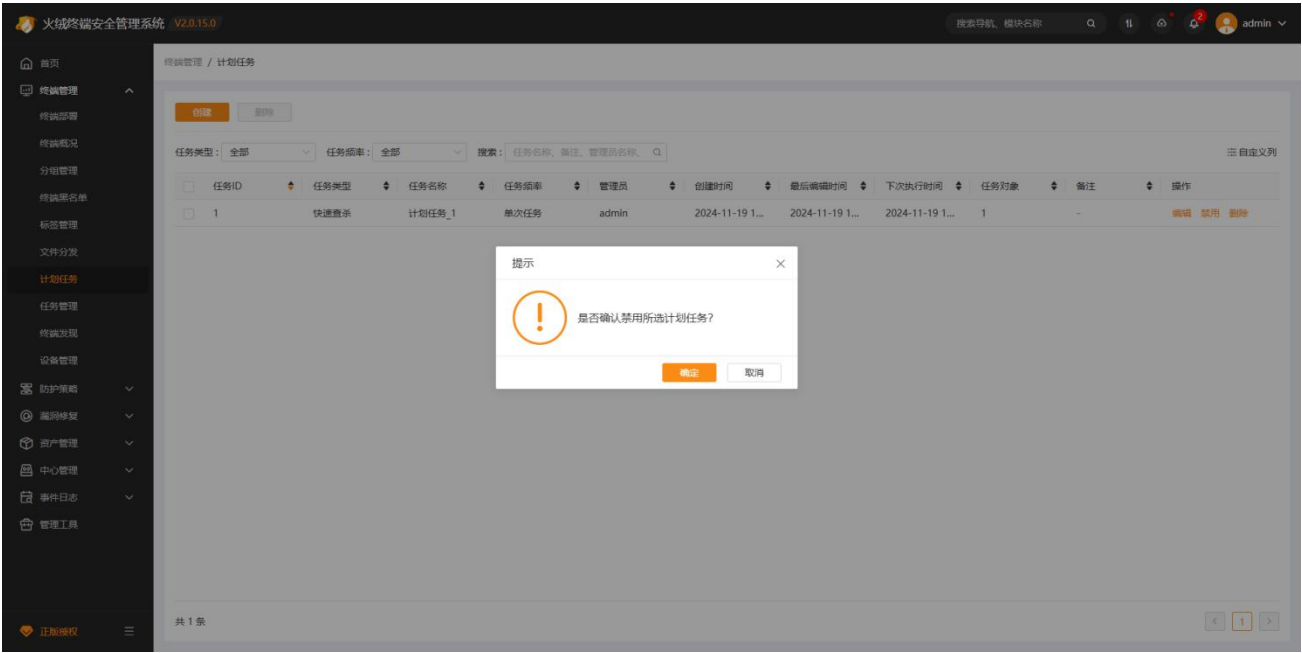 火绒终端安全管理系统 V2.0.15.0
搜索导航、模块名称
2
admin
首页
终端管理
终端部署
终端概况
分组管理
终端黑名单
标签管理
文件分发
计划任务
任务管理
终端发现
设备管理
防护策略
漏洞修复
资产管理
中心管理
事件日志
管理工具
正版授权
终端管理 / 计划任务
创建 删除
任务类型： 全部 任务频率： 全部 搜索： 任务名称、备注、管理员名称、 自定义列
任务ID 任务类型 任务名称 任务频率 管理员 创建时间 最后编辑时间 下次执行时间 任务对象 备注 操作
1 快速查杀 计划任务_1 单次任务 admin 2024-11-19 1... 2024-11-19 1... 2024-11-19 1... 1 - 编辑 禁用 删除
提示
是否确认禁用所选计划任务?
确定 取消
共 1 条
1